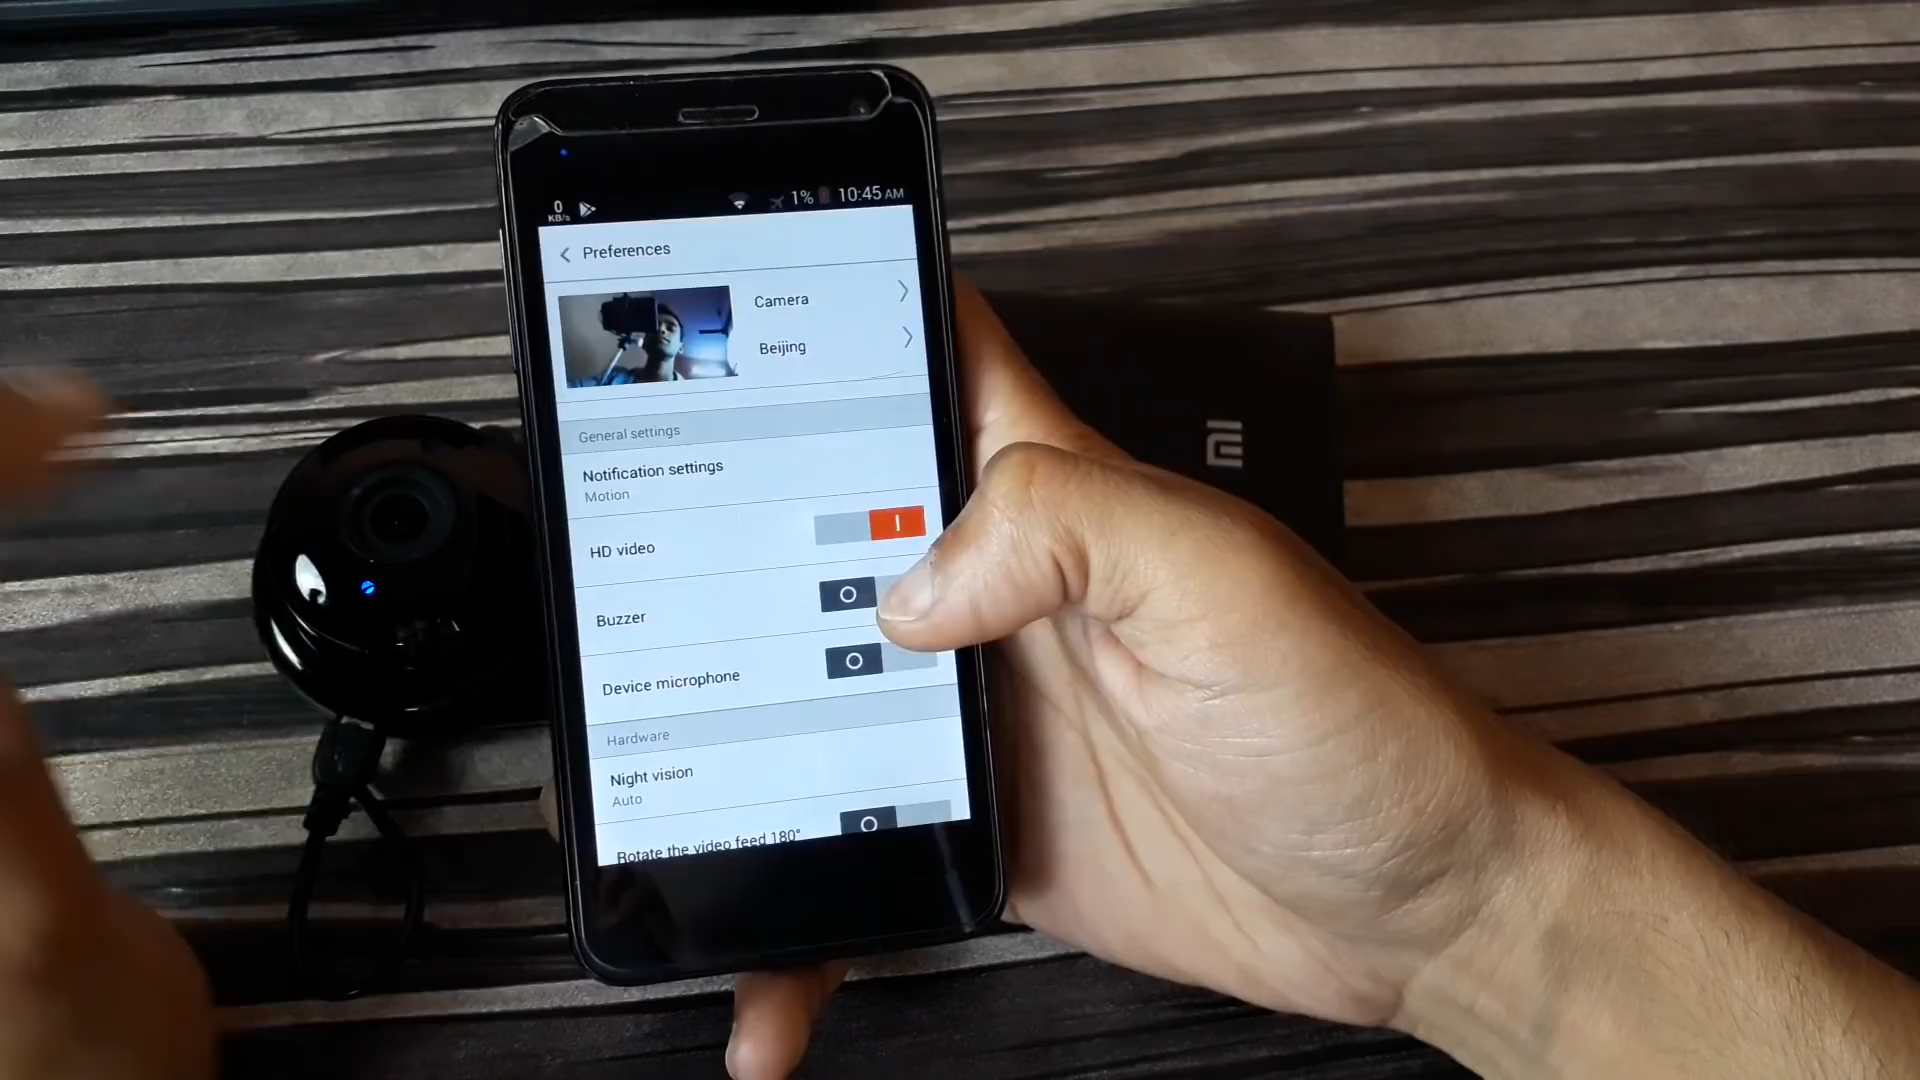 0
KB/s
1%
10:45 AM
Preferences
Camera
Beijing
General settings
Notification settings
Motion
HD video
Buzzer
Device microphone
Hardware
Night vision
Auto
Rotate the video feed 180°